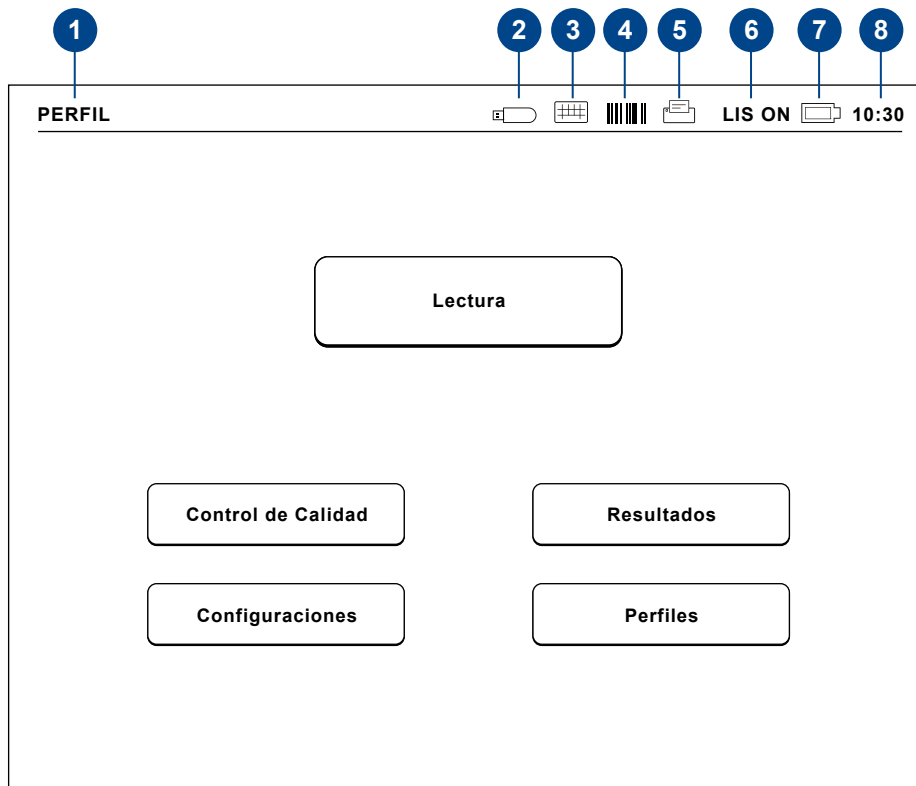 1 2 3 4 5 6 7 8
PERFIL LIS ON 10:30
Lectura
Control de Calidad Resultados
Configuraciones Perfiles